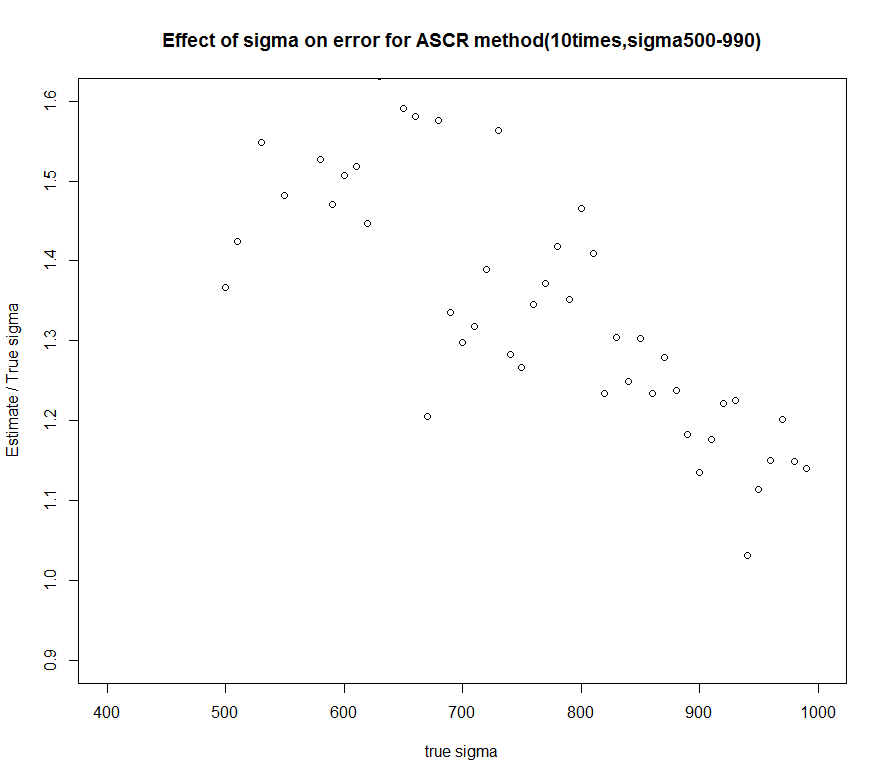 Effect of sigma on error for ASCR method(10times,sigma500-990)
Estimate / True sigma
1.6
1.5
1.4
1.3
1.2
1.1
1.0
0.9
400 500 600 700 800 900 1000
true sigma